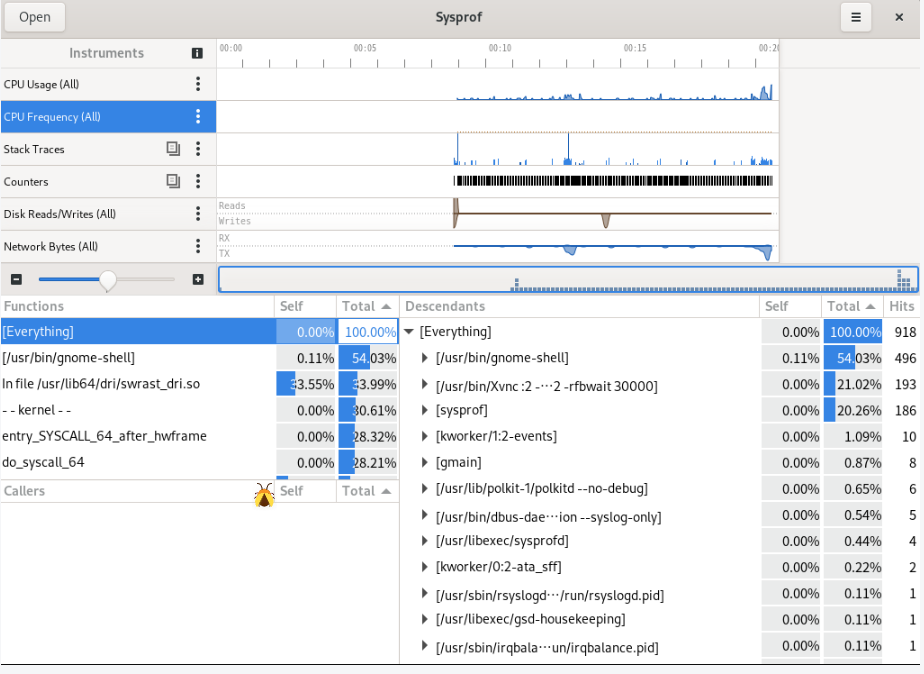 Open Sysprof
Instruments 00:00 00:05 00:10 00:15 00:20
CPU Usage (All)
CPU Frequency (All)
Stack Traces
Counters
Disk Reads/Writes (All) Reads
Writes
Network Bytes (All) RX
TX
Functions Self Total Descendants Self Total Hits
[Everything] 0.00% 100.00% [Everything] 0.00% 100.00% 918
[/usr/bin/gnome-shell] 0.11% 54.03% [/usr/bin/gnome-shell] 0.11% 54.03% 496
In file /usr/lib64/dri/swrast_dri.so 33.55% 33.99% [/usr/bin/Xvnc :2 -⋯2 -rfbwait 30000] 0.00% 21.02% 193
- - kernel - - 0.00% 30.61% [sysprof] 0.00% 20.26% 186
entry_SYSCALL_64_after_hwframe 0.00% 28.32% [kworker/1:2-events] 0.00% 1.09% 10
do_syscall_64 0.00% 28.21% [gmain] 0.00% 0.87% 8
Callers Self Total [/usr/lib/polkit-1/polkitd --no-debug] 0.00% 0.65% 6
[/usr/bin/dbus-dae⋯ion --syslog-only] 0.00% 0.54% 5
[/usr/libexec/sysprofd] 0.00% 0.44% 4
[kworker/0:2-ata_sff] 0.00% 0.22% 2
[/usr/sbin/rsyslogd⋯/run/rsyslogd.pid] 0.00% 0.11% 1
[/usr/libexec/gsd-housekeeping] 0.00% 0.11% 1
[/usr/sbin/irqbala⋯un/irqbalance.pid] 0.00% 0.11% 1